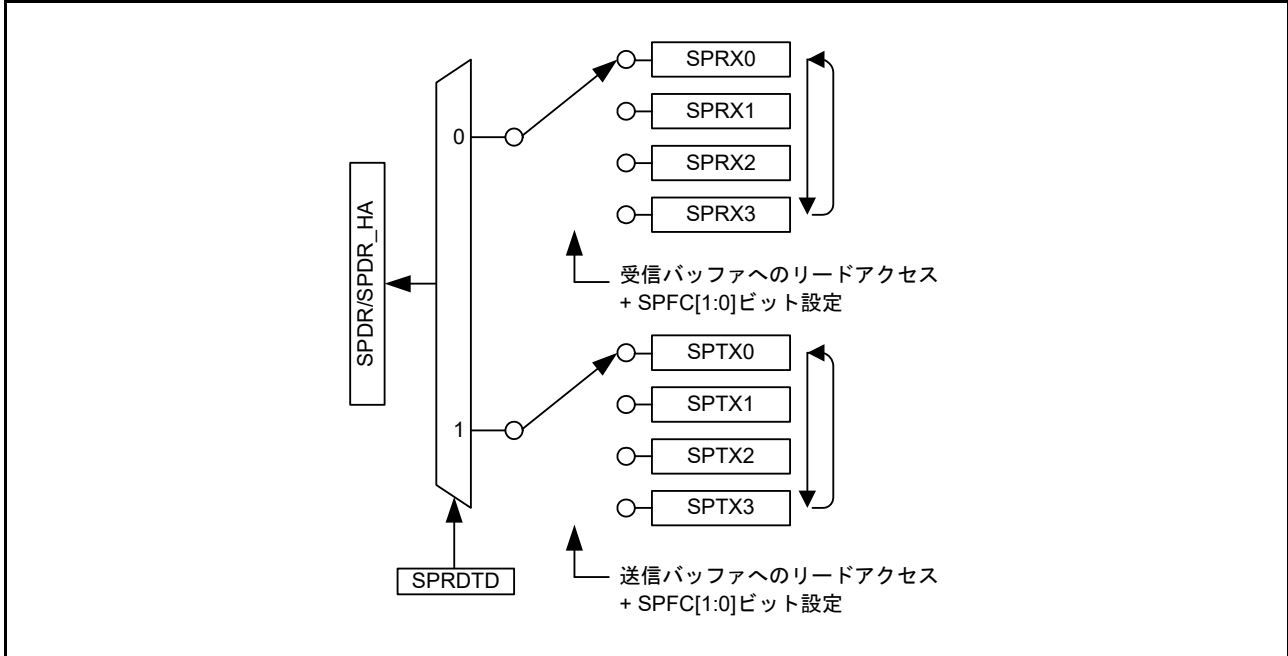 SPRX0
SPRX1
SPRX2
SPRX3
0
SPDR/SPDR_HA
受信バッファへのリードアクセス
+ SPFC[1:0]ビット設定
SPTX0
SPTX1
SPTX2
SPTX3
1
SPRDTD
送信バッファへのリードアクセス
+ SPFC[1:0]ビット設定